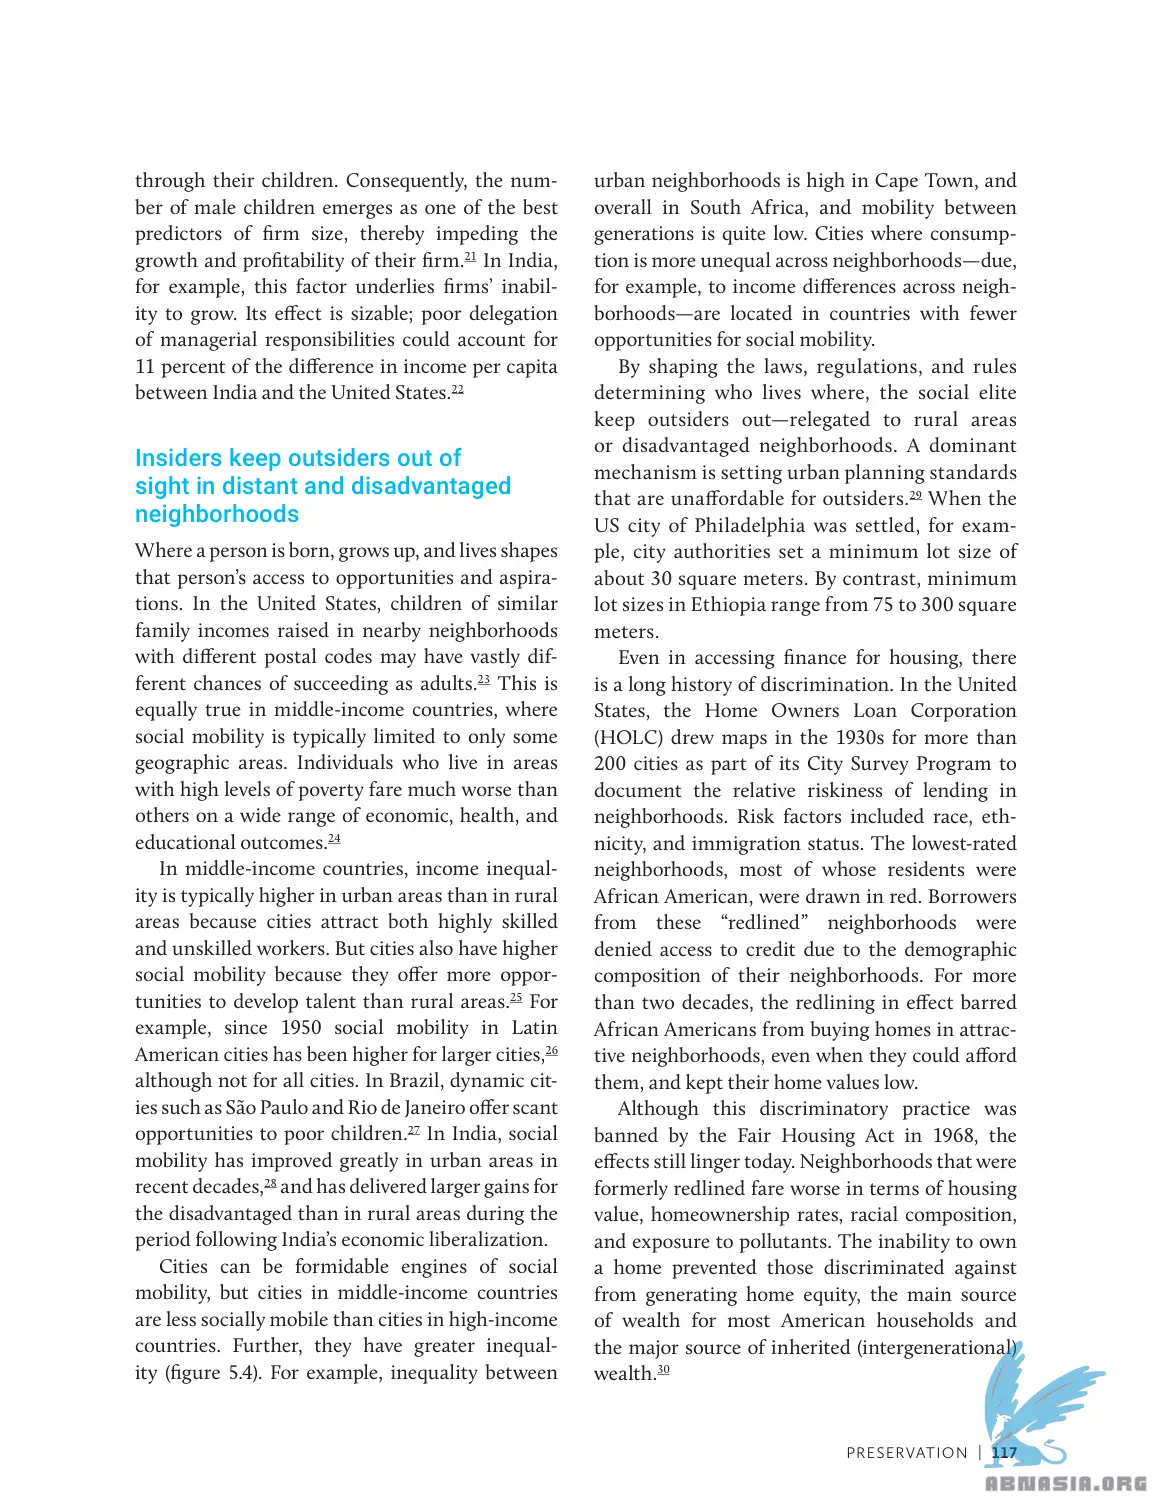 through their children. Consequently, the num-
ber of male children emerges as one of the best
predictors of firm size, thereby impeding the
growth and profitability of their firm.21 In India,
for example, this factor underlies firms’ inabil-
ity to grow. Its effect is sizable; poor delegation
of managerial responsibilities could account for
11 percent of the difference in income per capita
between India and the United States.22
Insiders keep outsiders out of
sight in distant and disadvantaged
neighborhoods
Where a person is born, grows up, and lives shapes
that person’s access to opportunities and aspira-
tions. In the United States, children of similar
family incomes raised in nearby neighborhoods
with different postal codes may have vastly dif-
ferent chances of succeeding as adults.23 This is
equally true in middle-income countries, where
social mobility is typically limited to only some
geographic areas. Individuals who live in areas
with high levels of poverty fare much worse than
others on a wide range of economic, health, and
educational outcomes.24
In middle-income countries, income inequal-
ity is typically higher in urban areas than in rural
areas because cities attract both highly skilled
and unskilled workers. But cities also have higher
social mobility because they offer more oppor-
tunities to develop talent than rural areas.25 For
example, since 1950 social mobility in Latin
American cities has been higher for larger cities,26
although not for all cities. In Brazil, dynamic cit-
ies such as São Paulo and Rio de Janeiro offer scant
opportunities to poor children.27 In India, social
mobility has improved greatly in urban areas in
recent decades,28 and has delivered larger gains for
the disadvantaged than in rural areas during the
period following India’s economic liberalization.
Cities can be formidable engines of social
mobility, but cities in middle-income countries
are less socially mobile than cities in high-income
countries. Further, they have greater inequal-
ity (figure 5.4). For example, inequality between
urban neighborhoods is high in Cape Town, and
overall in South Africa, and mobility between
generations is quite low. Cities where consump-
tion is more unequal across neighborhoods—due,
for example, to income differences across neigh-
borhoods—are located in countries with fewer
opportunities for social mobility.
By shaping the laws, regulations, and rules
determining who lives where, the social elite
keep outsiders out—relegated to rural areas
or disadvantaged neighborhoods. A dominant
mechanism is setting urban planning standards
that are unaffordable for outsiders.29 When the
US city of Philadelphia was settled, for exam-
ple, city authorities set a minimum lot size of
about 30 square meters. By contrast, minimum
lot sizes in Ethiopia range from 75 to 300 square
meters.
Even in accessing finance for housing, there
is a long history of discrimination. In the United
States, the Home Owners Loan Corporation
(HOLC) drew maps in the 1930s for more than
200 cities as part of its City Survey Program to
document the relative riskiness of lending in
neighborhoods. Risk factors included race, eth-
nicity, and immigration status. The lowest-rated
neighborhoods, most of whose residents were
African American, were drawn in red. Borrowers
from these “redlined” neighborhoods were
denied access to credit due to the demographic
composition of their neighborhoods. For more
than two decades, the redlining in effect barred
African Americans from buying homes in attrac-
tive neighborhoods, even when they could afford
them, and kept their home values low.
Although this discriminatory practice was
banned by the Fair Housing Act in 1968, the
effects still linger today. Neighborhoods that were
formerly redlined fare worse in terms of housing
value, homeownership rates, racial composition,
and exposure to pollutants. The inability to own
a home prevented those discriminated against
from generating home equity, the main source
of wealth for most American households and
the major source of inherited (intergenerational)
wealth.30
PRESERVATION | 117
ABNASIA.ORG